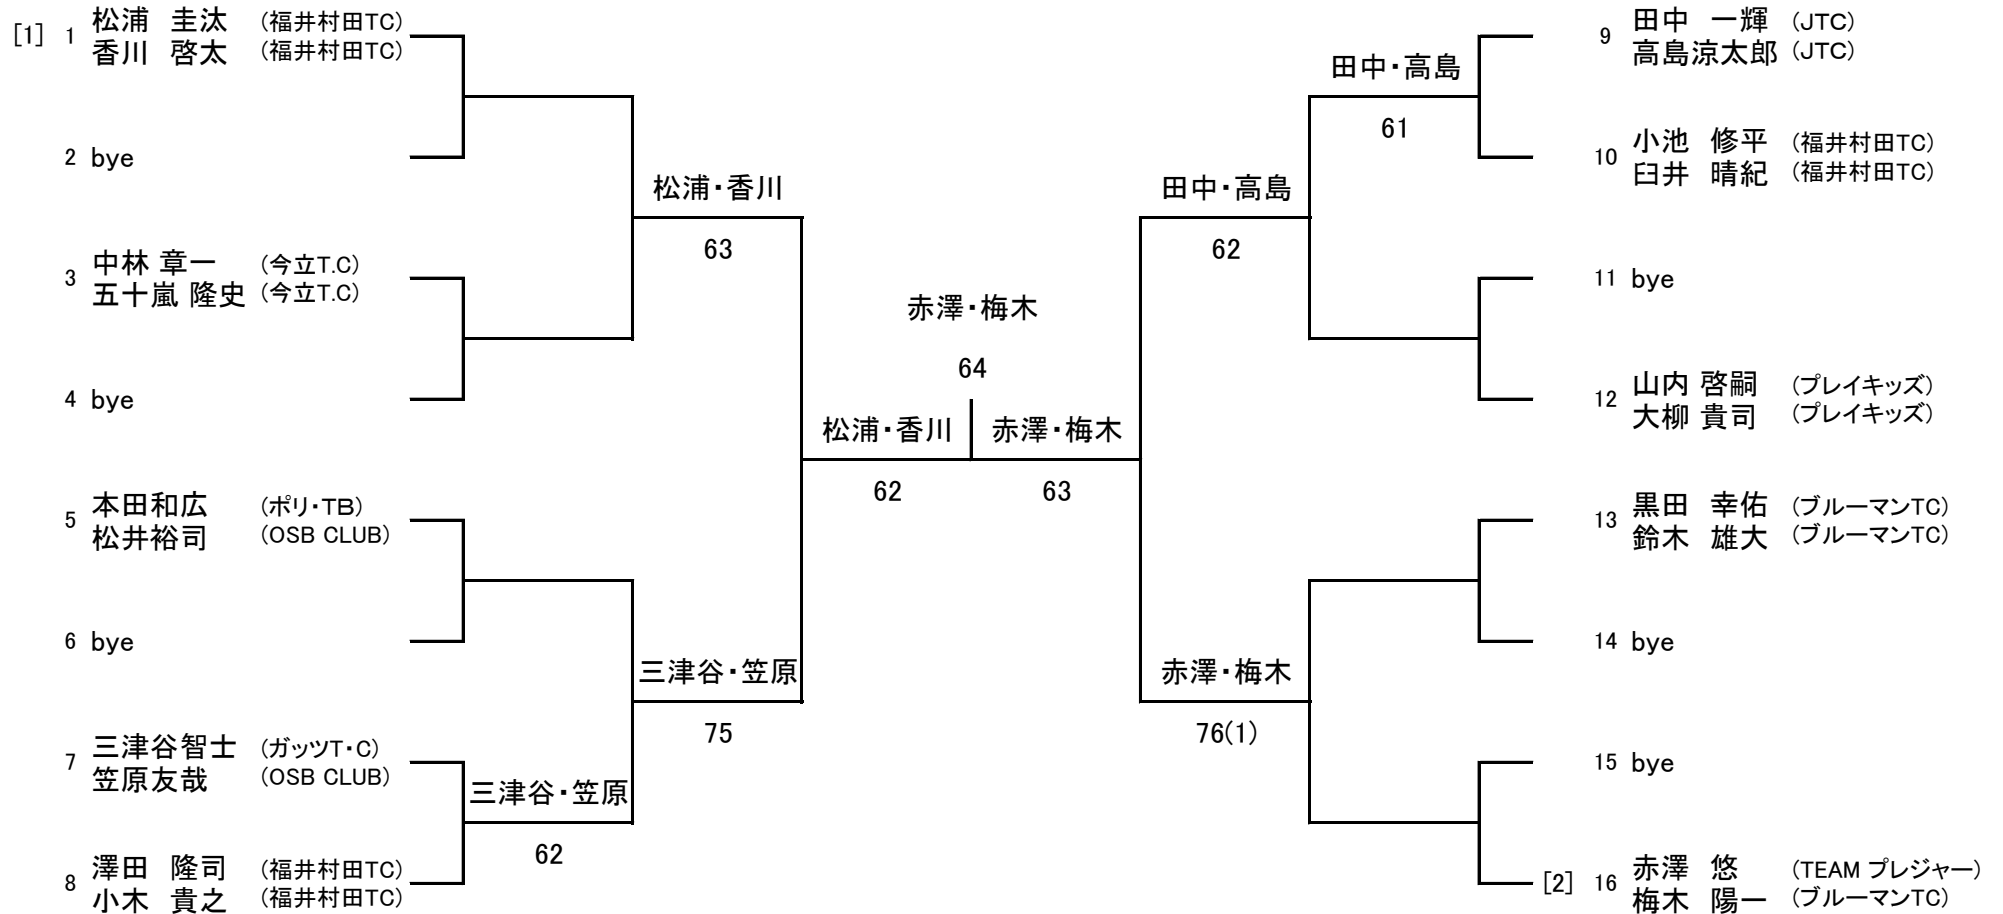 [1] 1 松浦 圭汰 (福井村田TC)
香川 啓太 (福井村田TC)
2 bye
3 中林 章一 (今立T.C)
五十嵐 隆史 (今立T.C)
4 bye
5 本田和広 (ポリ・TB)
松井裕司 (OSB CLUB)
6 bye
7 三津谷智士 (ガッツT・C)
笠原友哉 (OSB CLUB)
8 澤田 隆司 (福井村田TC)
小木 貴之 (福井村田TC)
三津谷・笠原
62
松浦・香川
63
三津谷・笠原
75
松浦・香川
62
赤澤・梅木
64
赤澤・梅木
63
田中・高島
62
赤澤・梅木
76(1)
田中・高島
61
9 田中 一輝 (JTC)
高島涼太郎 (JTC)
10 小池 修平 (福井村田TC)
臼井 晴紀 (福井村田TC)
11 bye
12 山内 啓嗣 (プレイキッズ)
大柳 貴司 (プレイキッズ)
13 黒田 幸佑 (ブルーマンTC)
鈴木 雄大 (ブルーマンTC)
14 bye
15 bye
[2] 16 赤澤 悠 (TEAM プレジャー)
梅木 陽一 (ブルーマンTC)